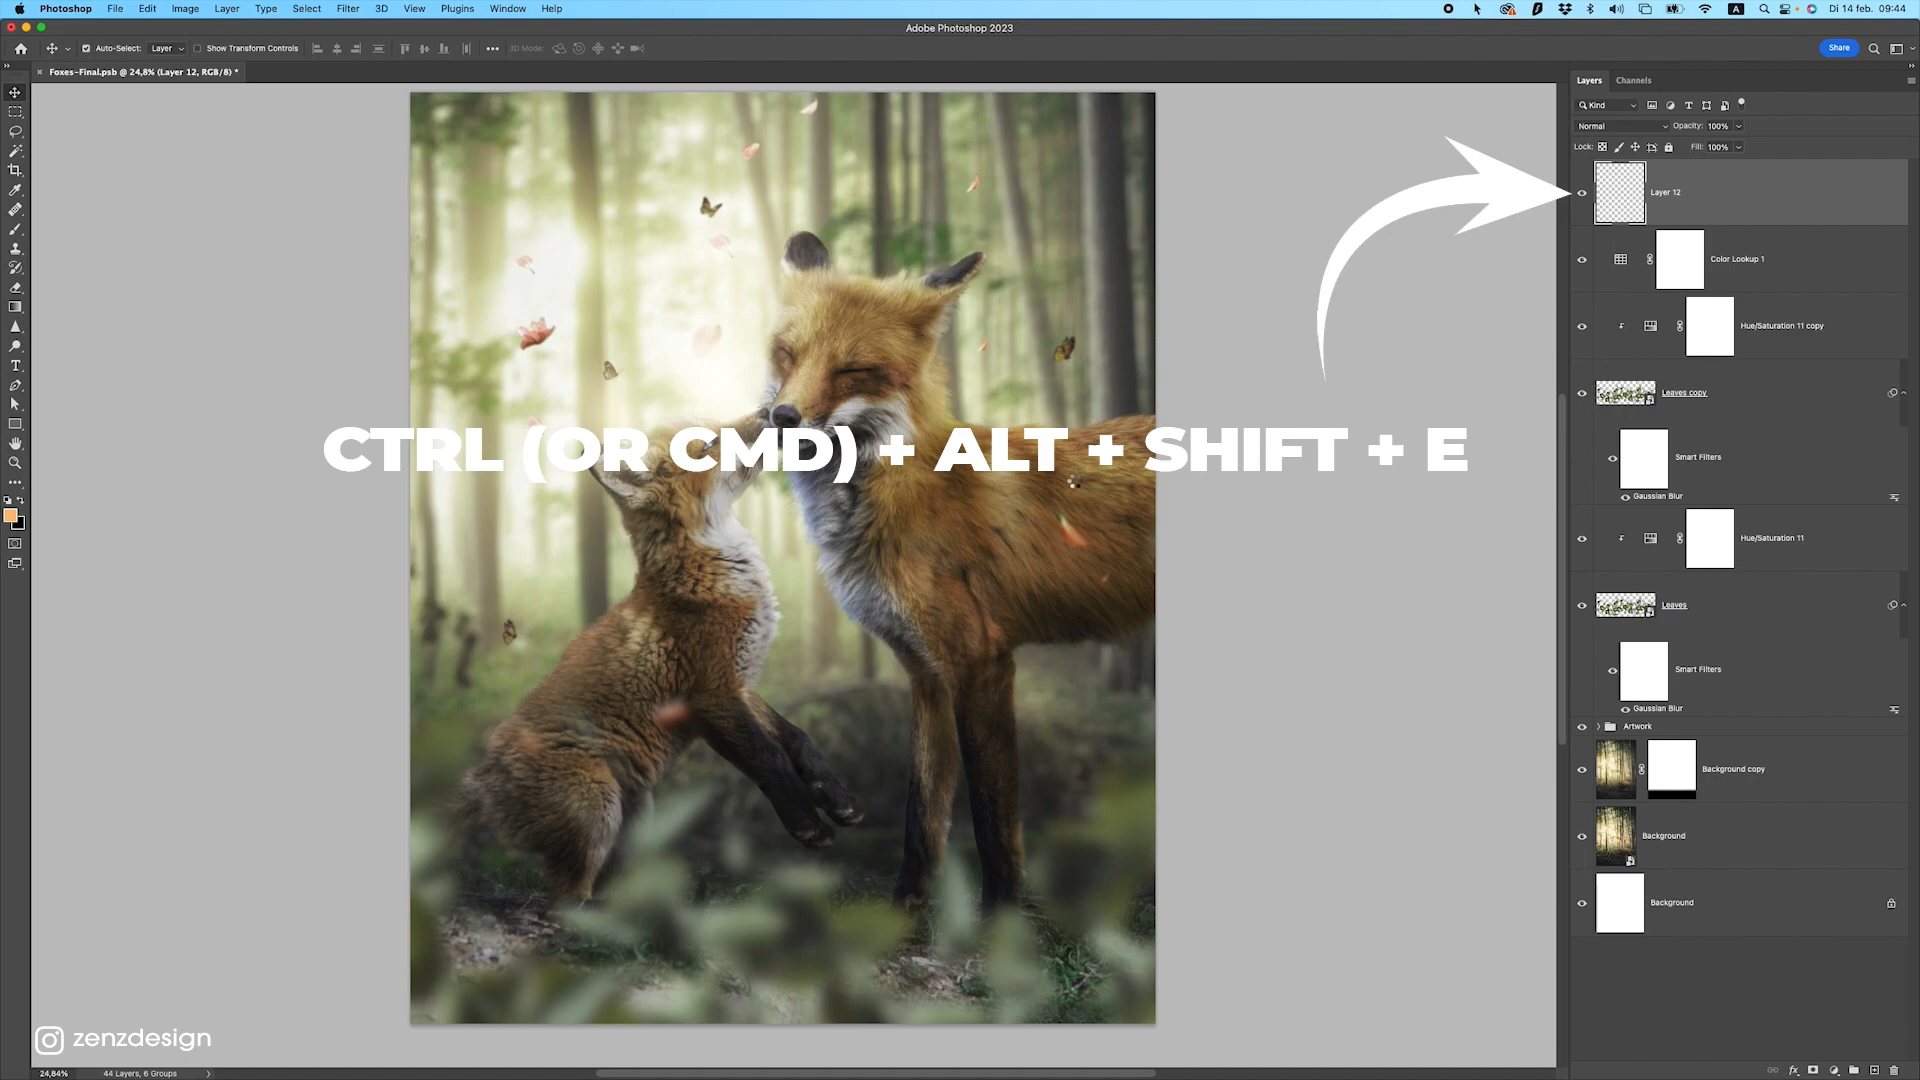 Photoshop File Edit Image Layer Type Select Filter 3D View Plugins Window Help
A Di 14 feb. 09:44
Adobe Photoshop 2023
Auto-Select: Layer Show Transform Controls 3D Mode: Share
Foxes-Final.psb @ 24,8% (Layer 12, RGB/8) *
Layers Channels
Kind
Normal Opacity: 100%
Lock: Fill: 100%
Layer 12
Color Lookup 1
Hue/Saturation 11 copy
Leaves copy
CTRL (OR CMD) + ALT + SHIFT + E
Smart Filters
Gaussian Blur
Hue/Saturation 11
Leaves
Smart Filters
Gaussian Blur
Artwork
Background copy
Background
Background
zenzdesign
24,84% 44 Layers, 6 Groups